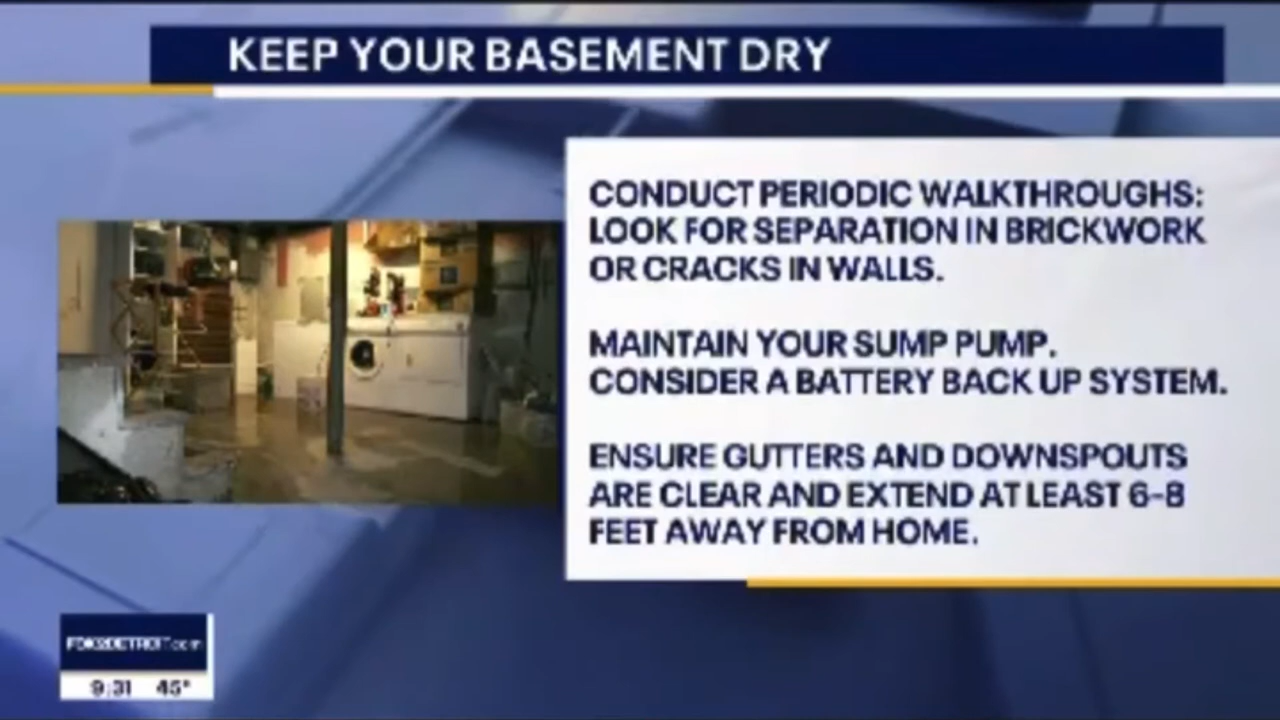 KEEP YOUR BASEMENT DRY
CONDUCT PERIODIC WALKTHROUGHS:
LOOK FOR SEPARATION IN BRICKWORK
OR CRACKS IN WALLS.
MAINTAIN YOUR SUMP PUMP.
CONSIDER A BATTERY BACK UP SYSTEM.
ENSURE GUTTERS AND DOWNSPOUTS
ARE CLEAR AND EXTEND AT LEAST 6-8
FEET AWAY FROM HOME.
FOX2DETROIT.com
9:31 45°